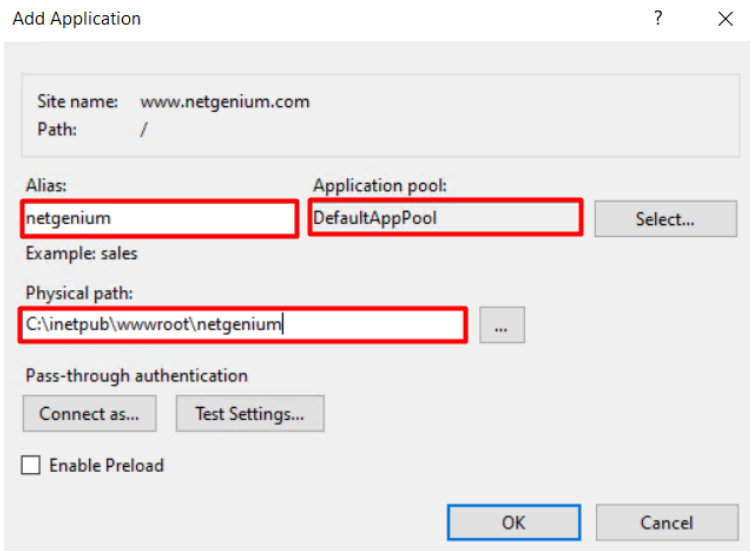 Add Application ? ×
Site name: www.netgenium.com
Path: /
Alias: Application pool:
netgenium DefaultAppPool Select...
Example: sales
Physical path:
C:\inetpub\wwwroot\netgenium ...
Pass-through authentication
Connect as... Test Settings...
Enable Preload
OK Cancel